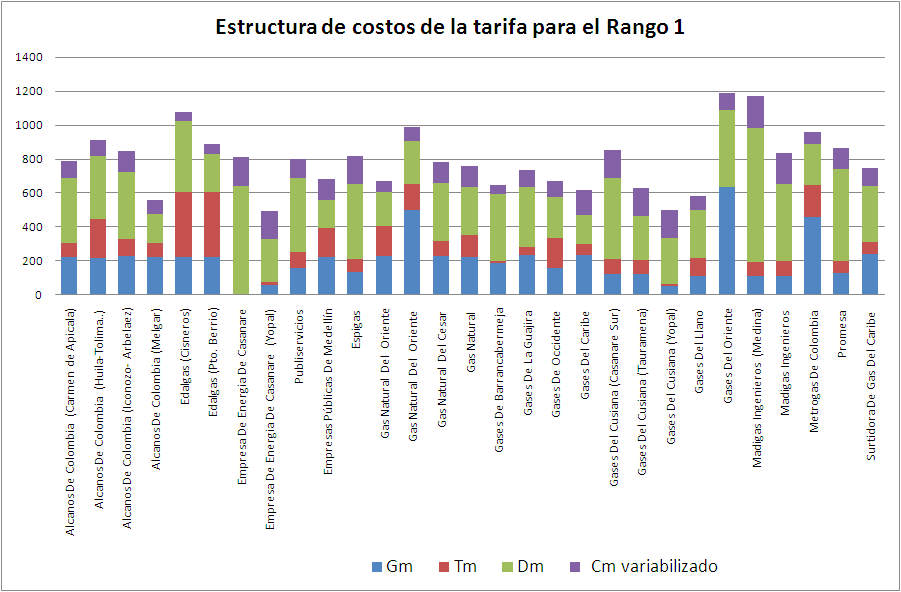 Estructura de costos de la tarifa para el Rango 1
1400
1200
1000
800
600
400
200
0
Alcanos De Colombia (Carmen de Apicala)
Alcanos De Colombia (Huila-Tolima..)
Alcanos De Colombia (Iconozo- Arbelaez)
Alcanos De Colombia (Melgar)
Edalgas (Cisneros)
Edalgas (Pto. Berrio)
Empresa De Energia De Casanare
Empresa De Energia De Casanare (Yopal)
Publiservicios
Empresas Públicas De Medellín
Espigas
Gas Natural Del Oriente
Gas Natural Del Oriente
Gas Natural Del Cesar
Gas Natural
Gases De Barrancabermeja
Gases De La Guajira
Gases De Occidente
Gases Del Caribe
Gases Del Cusiana (Casanare Sur)
Gases Del Cusiana (Tauramena)
Gases Del Cusiana (Yopal)
Gases Del Llano
Gases Del Oriente
Madigas Ingenieros (Medina)
Madigas Ingenieros
Metrogas De Colombia
Promesa
Surtidora De Gas Del Caribe
Gm Tm Dm Cm variabilizado